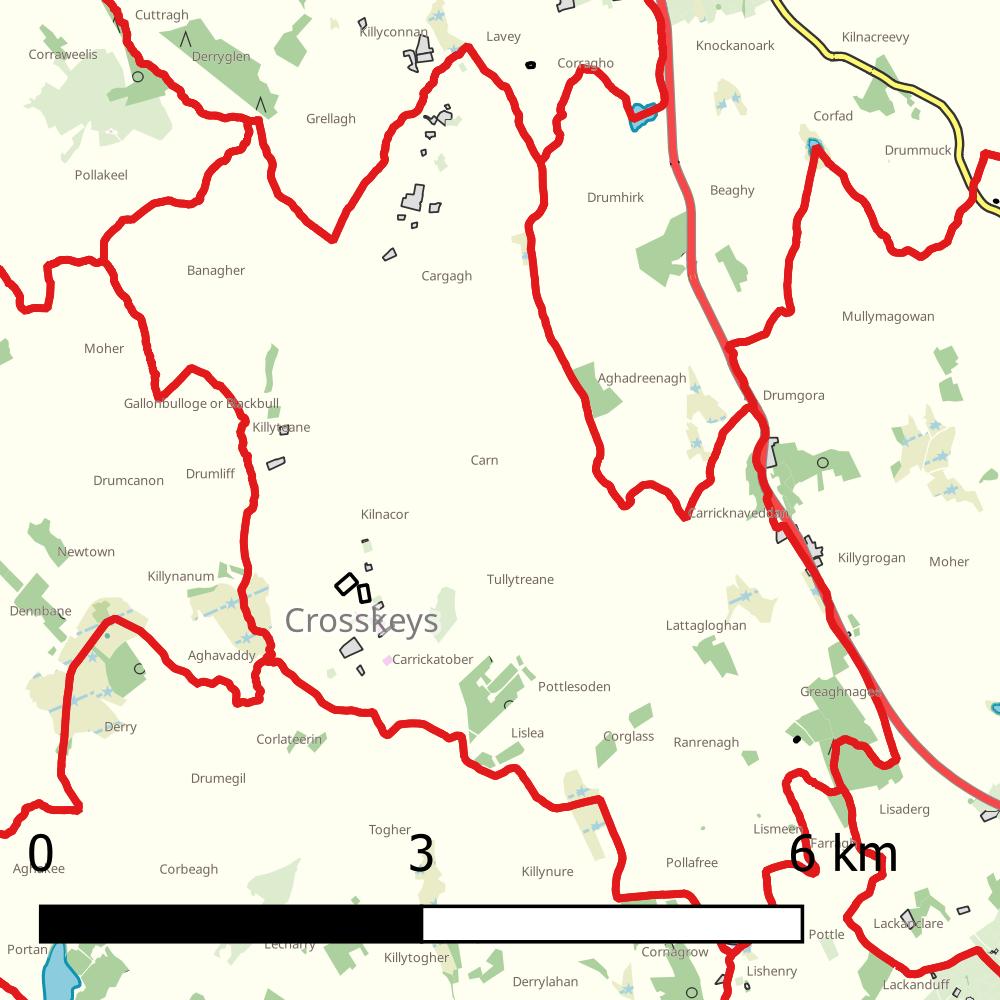 Cuttragh
Killyconnan
Lavey
Kilnacreevy
Knockanoark
Corraweelis
Derryglen
Corragho
Grellagh
Corfad
Drummuck
Pollakeel
Drumhirk
Beaghy
Banagher
Cargagh
Mullymagowan
Moher
Aghadreenagh
Drumgora
Gallonbulloge or Blackbull
Killyteane
Carn
Drumliff
Drumcanon
Kilnacor
Carricknaveddan
Newtown
Killygrogan
Moher
Killynanum
Tullytreane
Dennbane
Crosskeys
Lattagloghan
Aghavaddy
Carrickatober
Pottlesoden
Greaghnagee
Derry
Corlateerin
Lislea
Corglass
Ranrenagh
Drumegil
Lisaderg
Togher
Lismeen
Farragh
0
3
6 km
Aghakee
Corbeagh
Killynure
Pollafree
Lackanclare
Pottle
Portan
Lecharry
Killytogher
Cornagrow
Derrylahan
Lishenry
Lackanduff